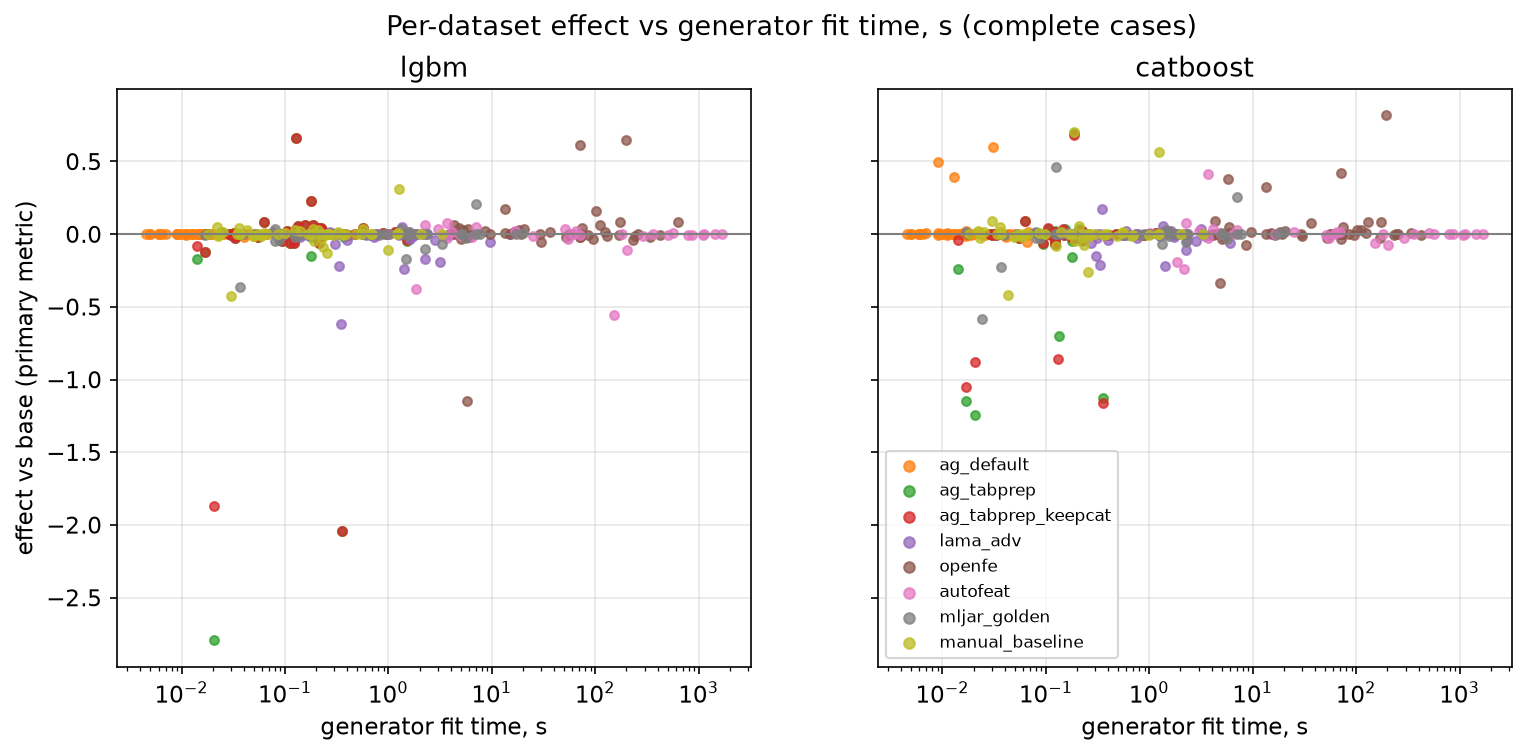 Per-dataset effect vs generator fit time, s (complete cases)
lgbm
catboost
effect vs base (primary metric)
0.5
0.0
−0.5
−1.0
−1.5
−2.0
−2.5
10⁻² 10⁻¹ 10⁰ 10¹ 10² 10³
generator fit time, s
ag_default
ag_tabprep
ag_tabprep_keepcat
lama_adv
openfe
autofeat
mljar_golden
manual_baseline
10⁻² 10⁻¹ 10⁰ 10¹ 10² 10³
generator fit time, s